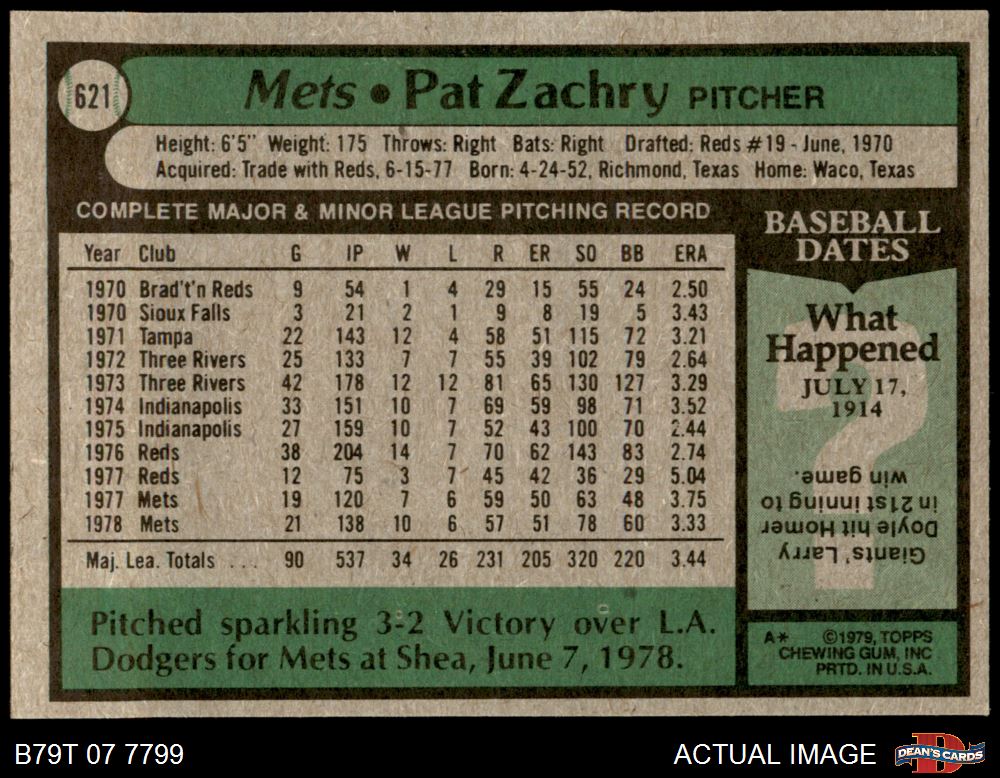 621
Mets • Pat Zachry PITCHER
Height: 6'5" Weight: 175 Throws: Right Bats: Right Drafted: Reds #19 - June, 1970
Acquired: Trade with Reds, 6-15-77 Born: 4-24-52, Richmond, Texas Home: Waco, Texas
COMPLETE MAJOR & MINOR LEAGUE PITCHING RECORD
Year Club G IP W L R ER SO BB ERA
1970 Brad't'n Reds 9 54 1 4 29 15 55 24 2.50
1970 Sioux Falls 3 21 2 1 9 8 19 5 3.43
1971 Tampa 22 143 12 4 58 51 115 72 3.21
1972 Three Rivers 25 133 7 7 55 39 102 79 2.64
1973 Three Rivers 42 178 12 12 81 65 130 127 3.29
1974 Indianapolis 33 151 10 7 69 59 98 71 3.52
1975 Indianapolis 27 159 10 7 52 43 100 70 2.44
1976 Reds 38 204 14 7 70 62 143 83 2.74
1977 Reds 12 75 3 7 45 42 36 29 5.04
1977 Mets 19 120 7 6 59 50 63 48 3.75
1978 Mets 21 138 10 6 57 51 78 60 3.33
Maj. Lea. Totals ... 90 537 34 26 231 205 320 220 3.44
Pitched sparkling 3-2 Victory over L.A.
Dodgers for Mets at Shea, June 7, 1978.
BASEBALL
DATES
What
Happened
JULY 17,
1914
?
Giants' Larry
Doyle hit Homer
in 21st inning to
win game.
A* ©1979, TOPPS
CHEWING GUM, INC
PRTD. IN U.S.A.
B79T 07 7799
ACTUAL IMAGE
DEAN'S CARDS